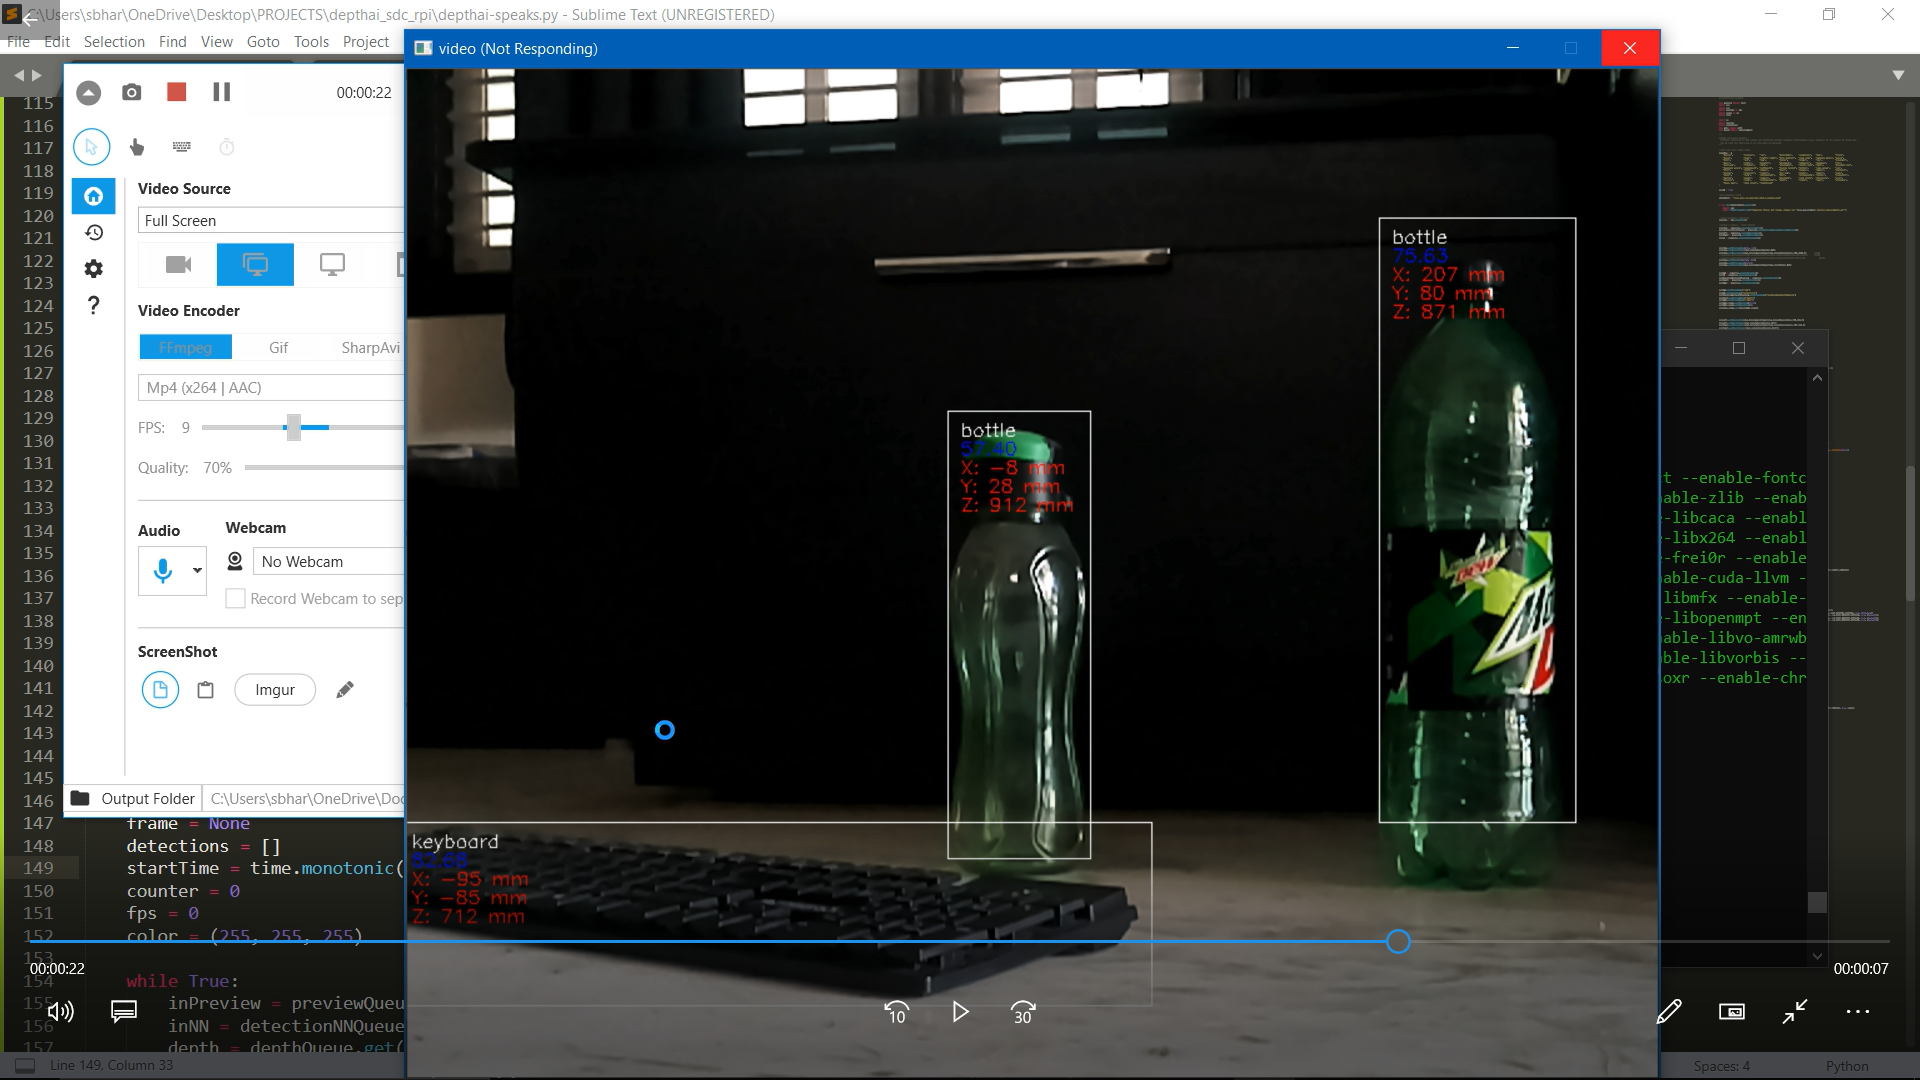 C:\Users\sbhar\OneDrive\Desktop\PROJECTS\depthai_sdc_rpi\depthai-speaks.py - Sublime Text (UNREGISTERED)
File Edit Selection Find View Goto Tools Project
video (Not Responding)
00:00:22
Video Source
Full Screen
Video Encoder
FFmpeg Gif SharpAvi
Mp4 (x264 | AAC)
FPS: 9
Quality: 70%
Audio
Webcam
No Webcam
Record Webcam to sep
ScreenShot
Imgur
Output Folder C:\Users\sbhar\OneDrive\Doc
115
116
117
118
119
120
121
122
123
124
125
126
127
128
129
130
131
132
133
134
135
136
137
138
139
140
141
142
143
144
145
146
147 frame = None
148 detections = []
149 startTime = time.monotonic(
150 counter = 0
151 fps = 0
152 color = (255, 255, 255)
153
154 while True:
155 inPreview = previewQueu
156 inNN = detectionNNQueue
157 depth = depthQueue.get(
bottle
57.40
X: -8 mm
Y: 28 mm
Z: 912 mm
bottle
75.63
X: 207 mm
Y: 80 mm
Z: 871 mm
keyboard
82.68
X: -95 mm
Y: -85 mm
Z: 712 mm
t --enable-fontc
able-zlib --enab
-libcaca --enabl
-libx264 --enabl
-frei0r --enable
able-cuda-llvm -
libmfx --enable-
-libopenmpt --en
able-libvo-amrwb
ble-libvorbis --
oxr --enable-chr
00:00:22
00:00:07
10
30
Line 149, Column 33
Spaces: 4
Python